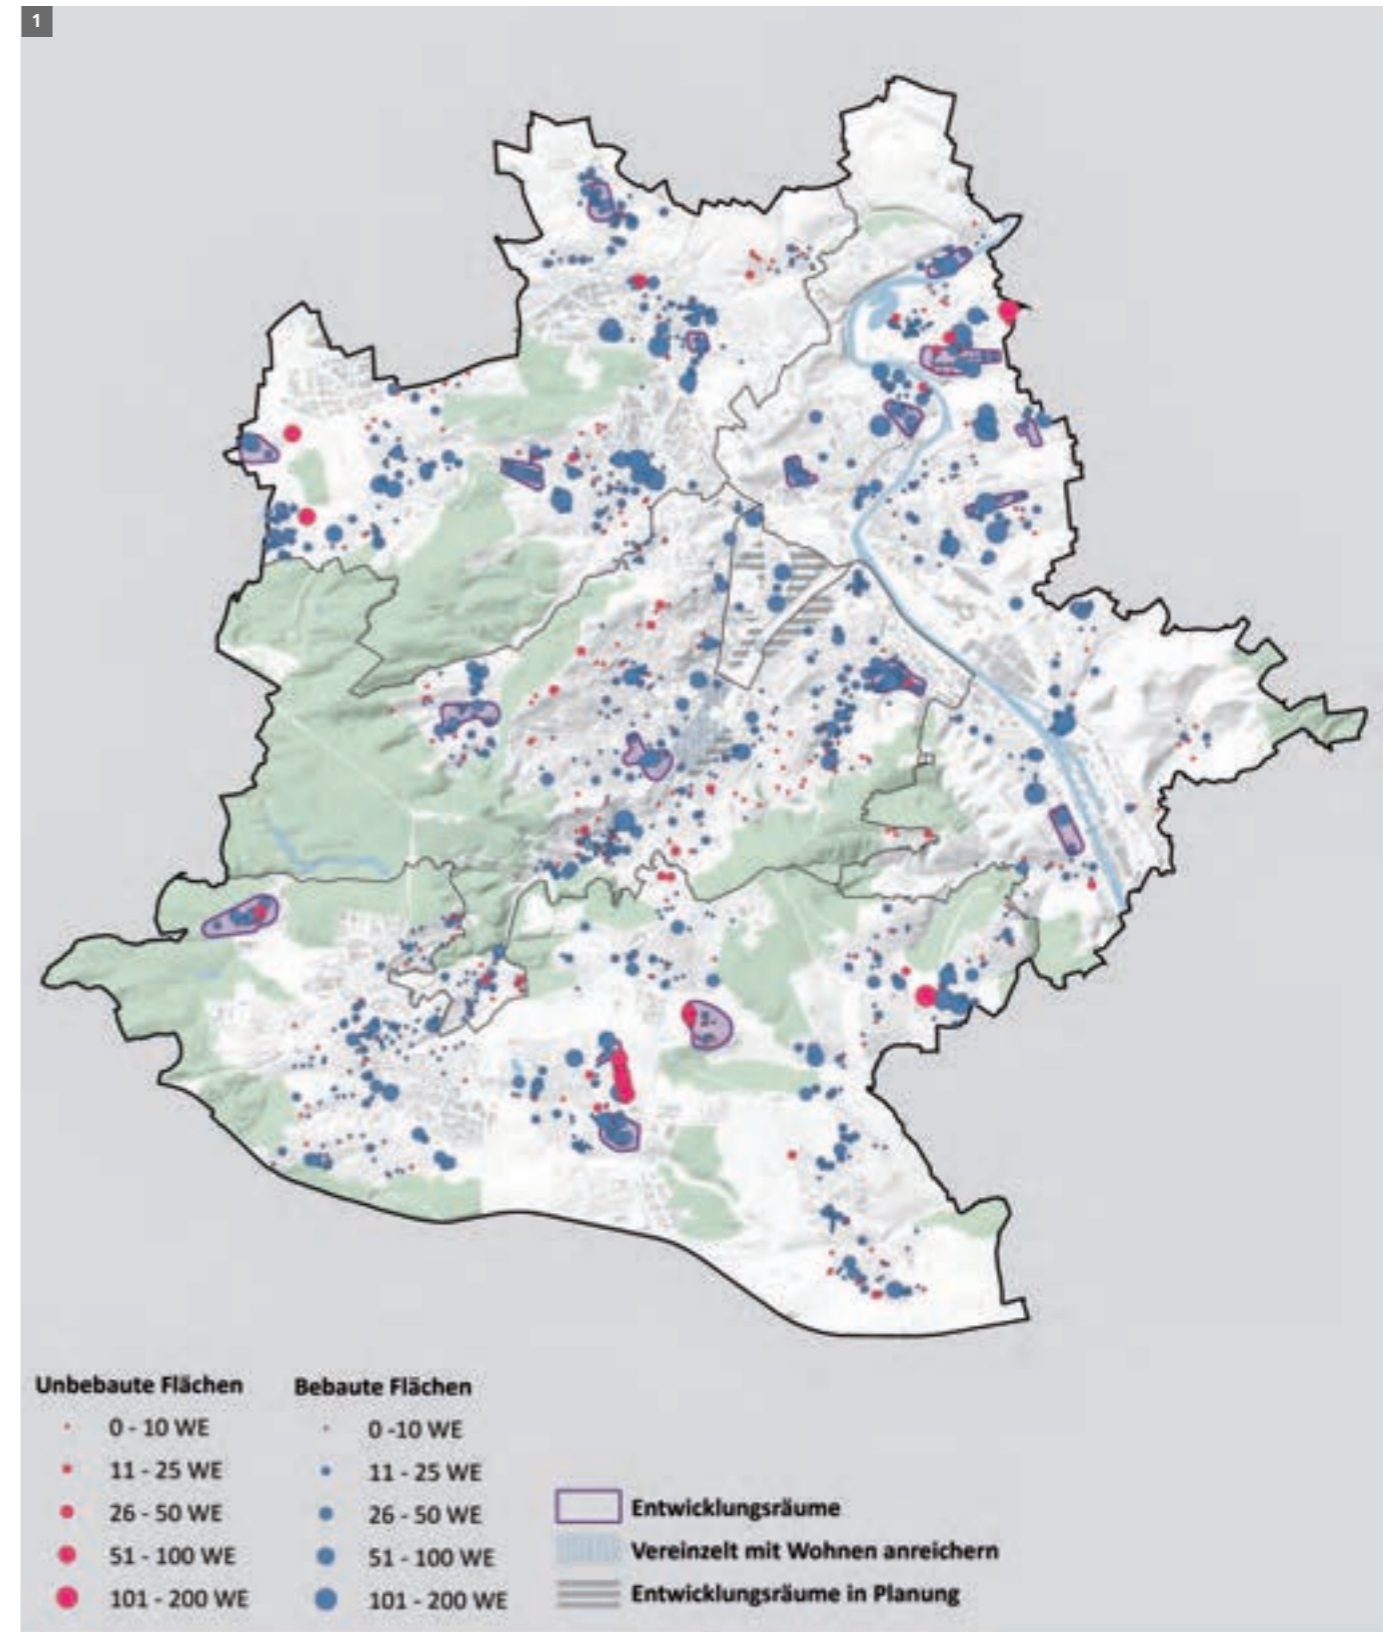 1
Unbebaute Flächen
0 - 10 WE
11 - 25 WE
26 - 50 WE
51 - 100 WE
101 - 200 WE
Bebaute Flächen
0 -10 WE
11 - 25 WE
26 - 50 WE
51 - 100 WE
101 - 200 WE
Entwicklungsräume
Vereinzelt mit Wohnen anreichern
Entwicklungsräume in Planung